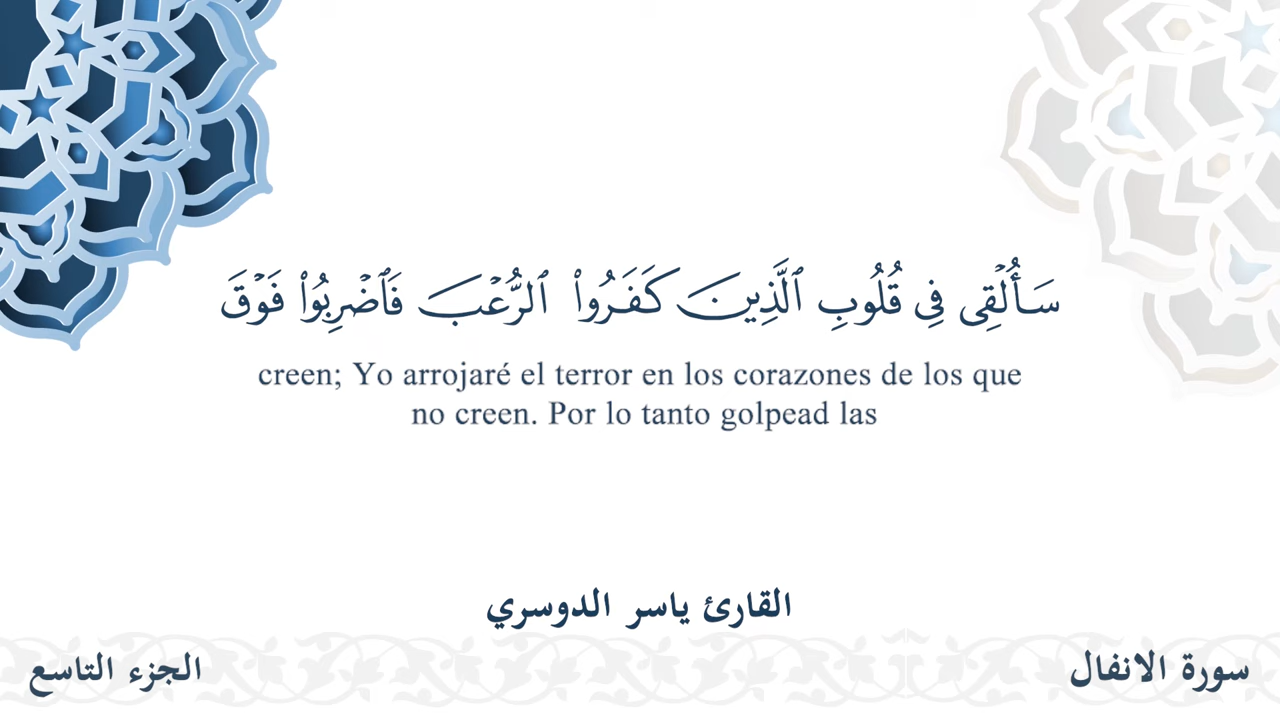 سَأُلۡقِي فِي قُلُوبِ ٱلَّذِينَ كَفَرُواْ ٱلرُّعۡبَ فَٱضۡرِبُواْ فَوۡقَ
creen; Yo arrojaré el terror en los corazones de los que
no creen. Por lo tanto golpead las
القارئ ياسر الدوسري
سورة الانفال
الجزء التاسع